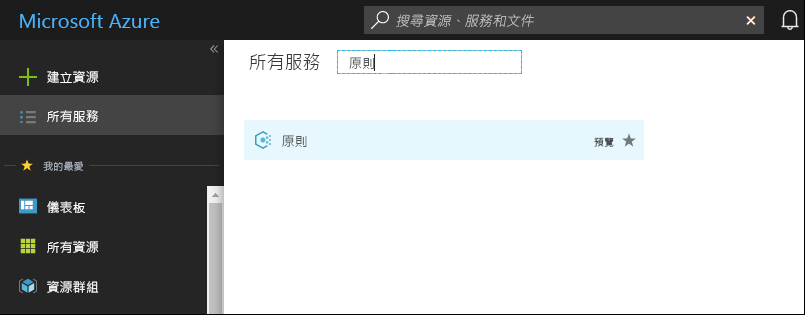 Microsoft Azure
搜尋資源、服務和文件
建立資源
所有服務
我的最愛
儀表板
所有資源
資源群組
所有服務
原則
原則
預覽